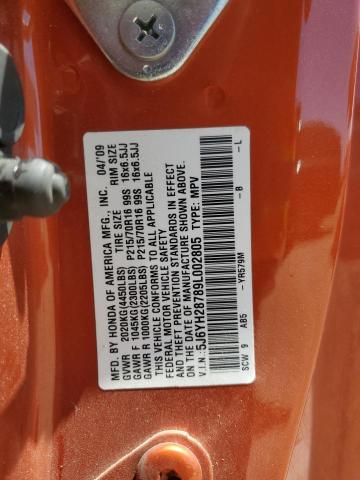 MFD. BY HONDA OF AMERICA MFG., INC. 04/'09
TIRE SIZE RIM SIZE
GVWR 2020KG(4450LBS)
GAWR F 1045KG(2300LBS) P215/70R16 99S 16x6.5JJ
GAWR R 1000KG(2205LBS) P215/70R16 99S 16x6.5JJ
THIS VEHICLE CONFORMS TO ALL APPLICABLE
FEDERAL MOTOR VEHICLE SAFETY
AND THEFT PREVENTION STANDARDS IN EFFECT
ON THE DATE OF MANUFACTURE SHOWN ABOVE.
V.I.N: 5J6YH28709L002805 TYPE: MPV
SCW 9 AB5 -YR579M -B -L